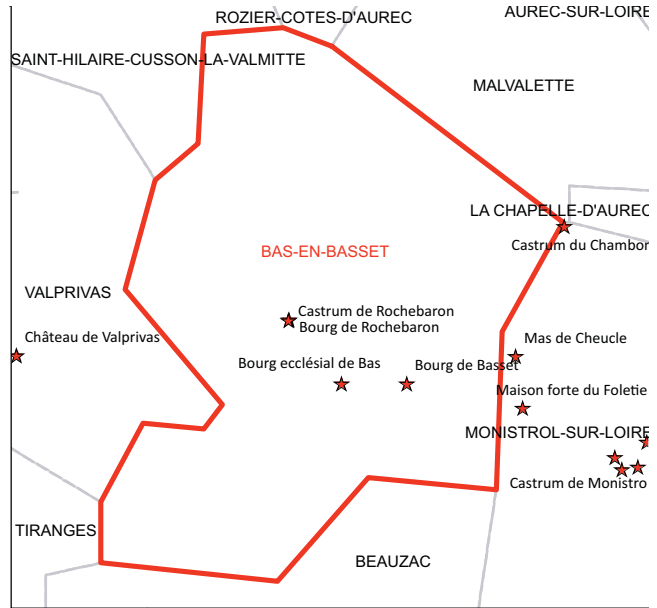 ROZIER-COTES-D'AUREC
AUREC-SUR-LOIRE
SAINT-HILAIRE-CUSSON-LA-VALMITTE
MALVALETTE
LA CHAPELLE-D'AUREC
Castrum du Chambon
BAS-EN-BASSET
VALPRIVAS
Castrum de Rochebaron
Bourg de Rochebaron
Château de Valprivas
Mas de Cheucle
Bourg ecclésial de Bas
Bourg de Basset
Maison forte du Foletie
MONISTROL-SUR-LOIRE
Castrum de Monistro
TIRANGES
BEAUZAC